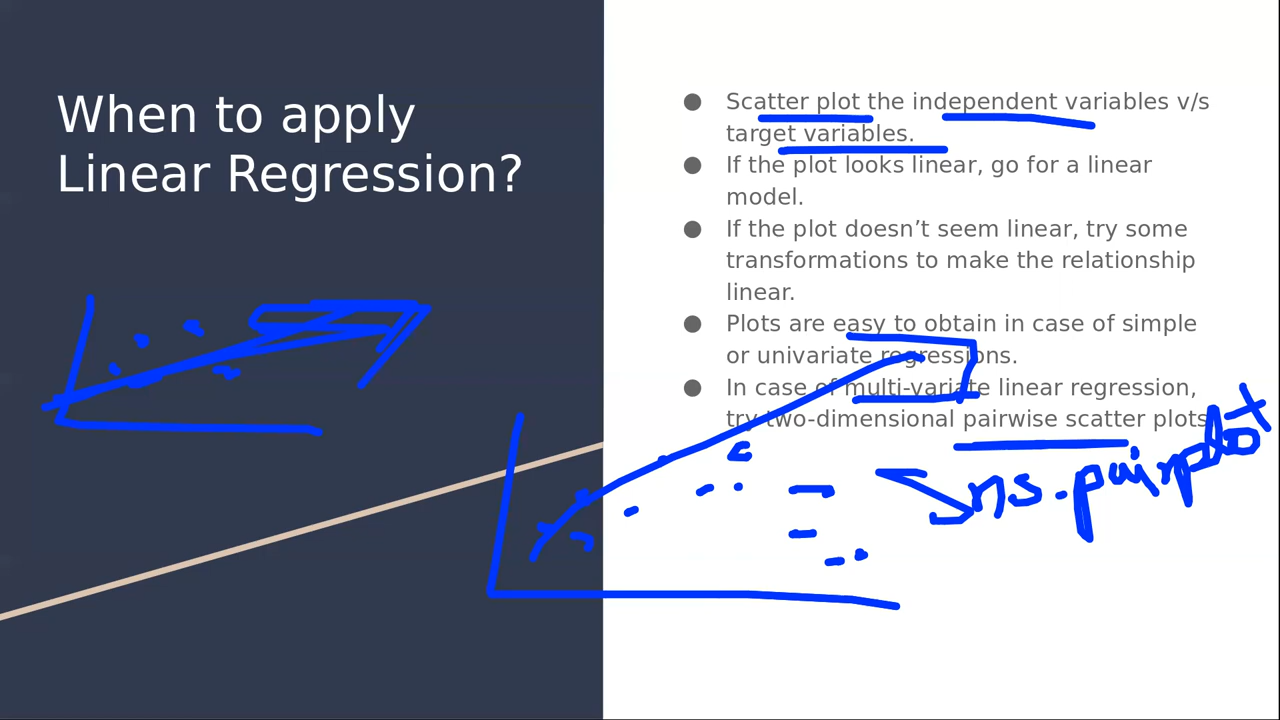 When to apply
Linear Regression?
● Scatter plot the independent variables v/s
target variables.
● If the plot looks linear, go for a linear
model.
● If the plot doesn’t seem linear, try some
transformations to make the relationship
linear.
● Plots are easy to obtain in case of simple
or univariate regressions.
● In case of multi-variate linear regression,
try two-dimensional pairwise scatter plots
sns.pairplot